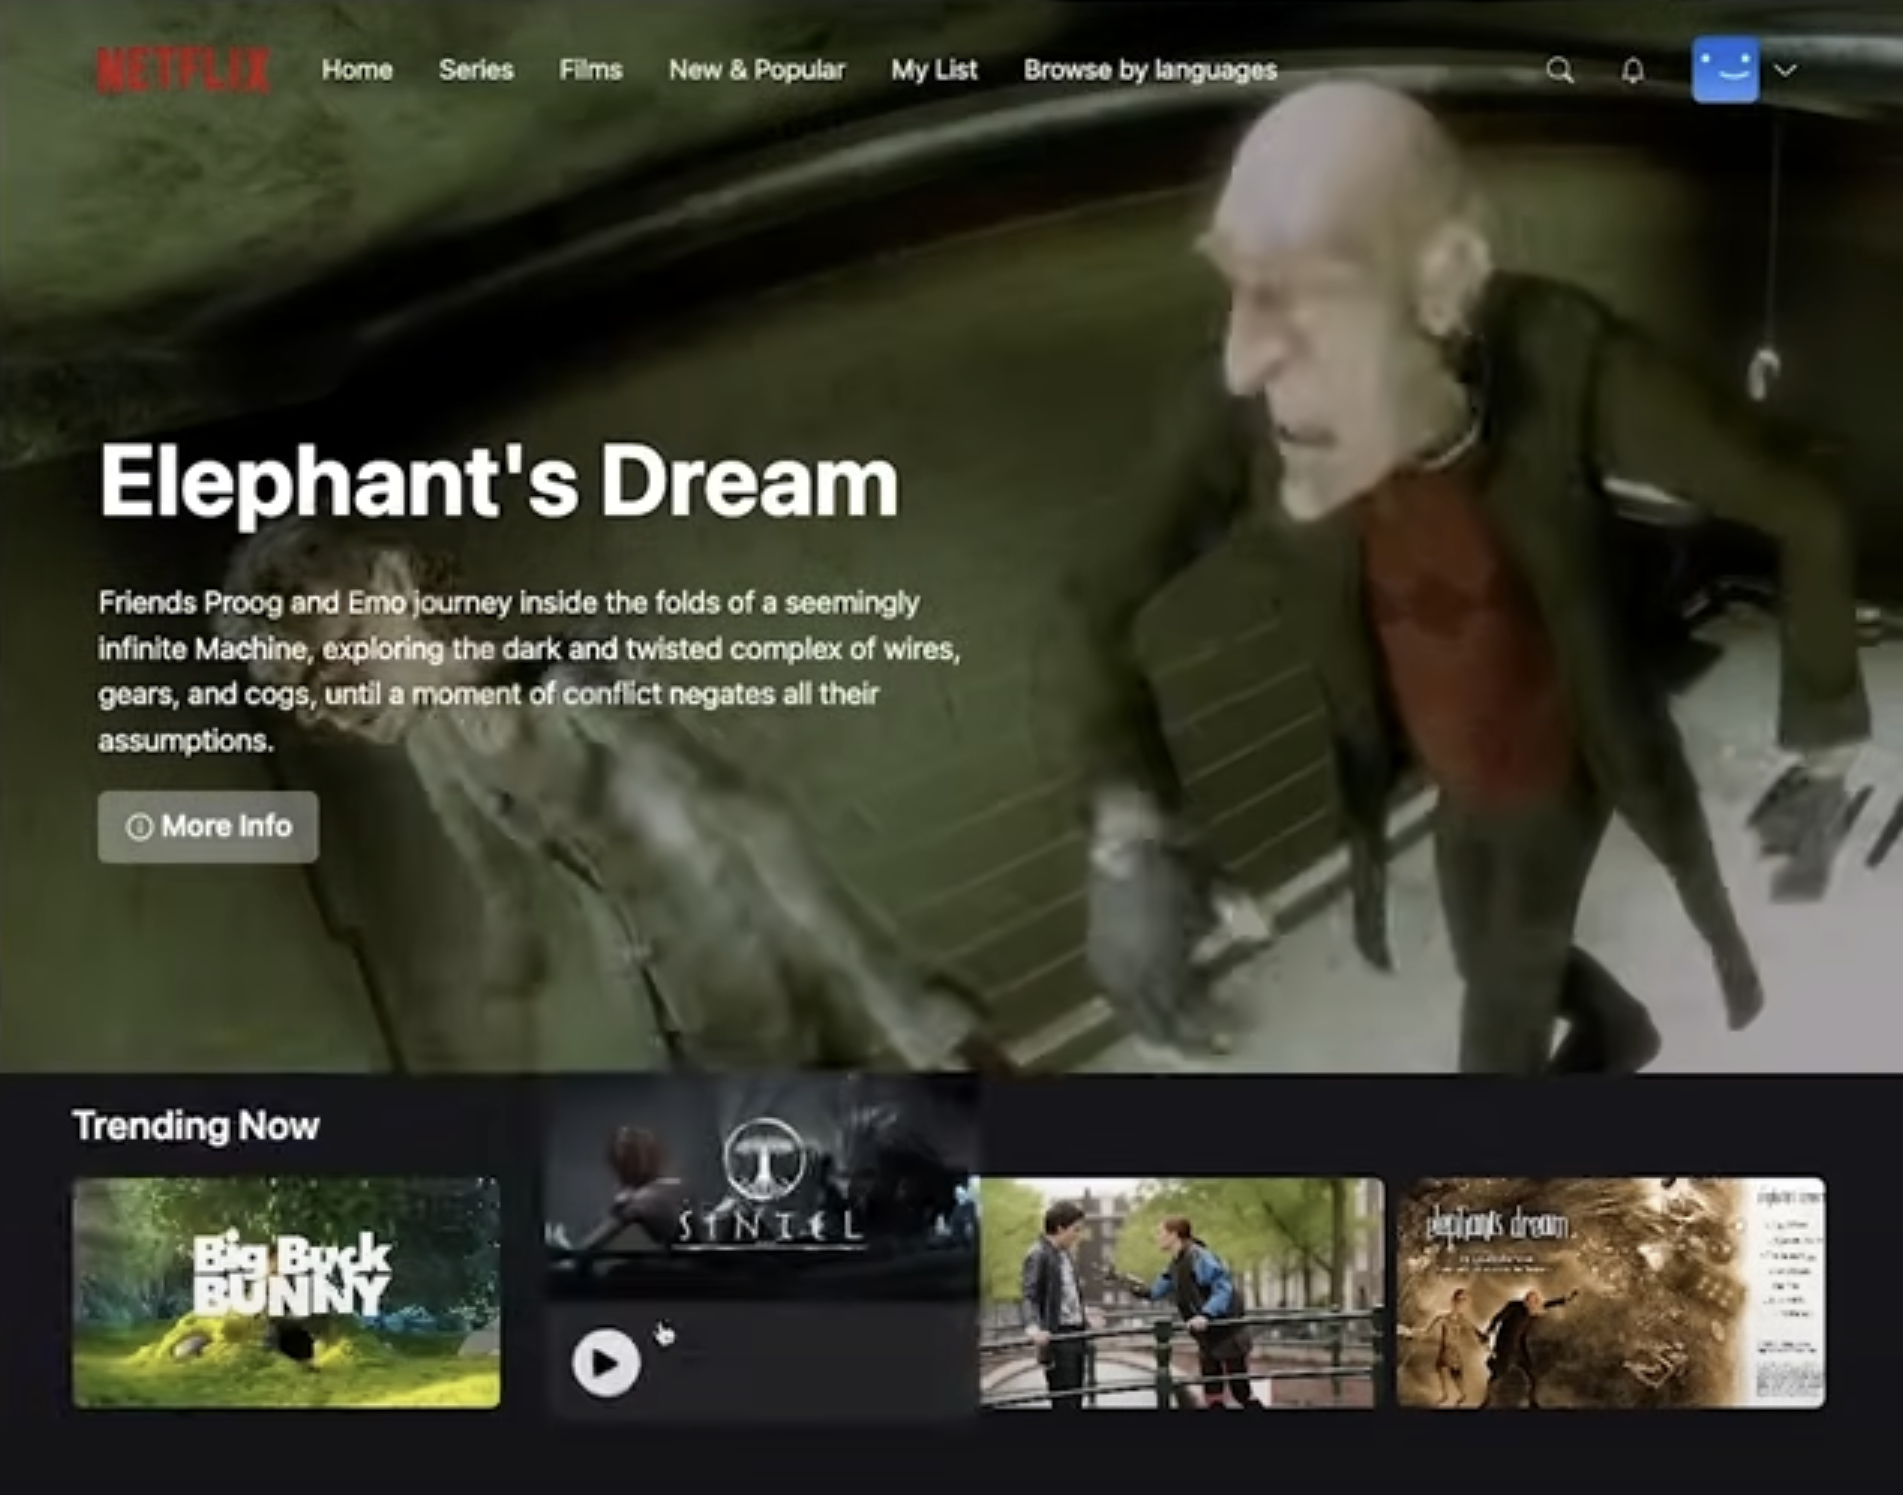 NETFLIX Home Series Films New & Popular My List Browse by languages
Elephant's Dream
Friends Proog and Emo journey inside the folds of a seemingly
infinite Machine, exploring the dark and twisted complex of wires,
gears, and cogs, until a moment of conflict negates all their
assumptions.
More Info
Trending Now
Big Buck
BUNNY
SINTEL
elephants dream